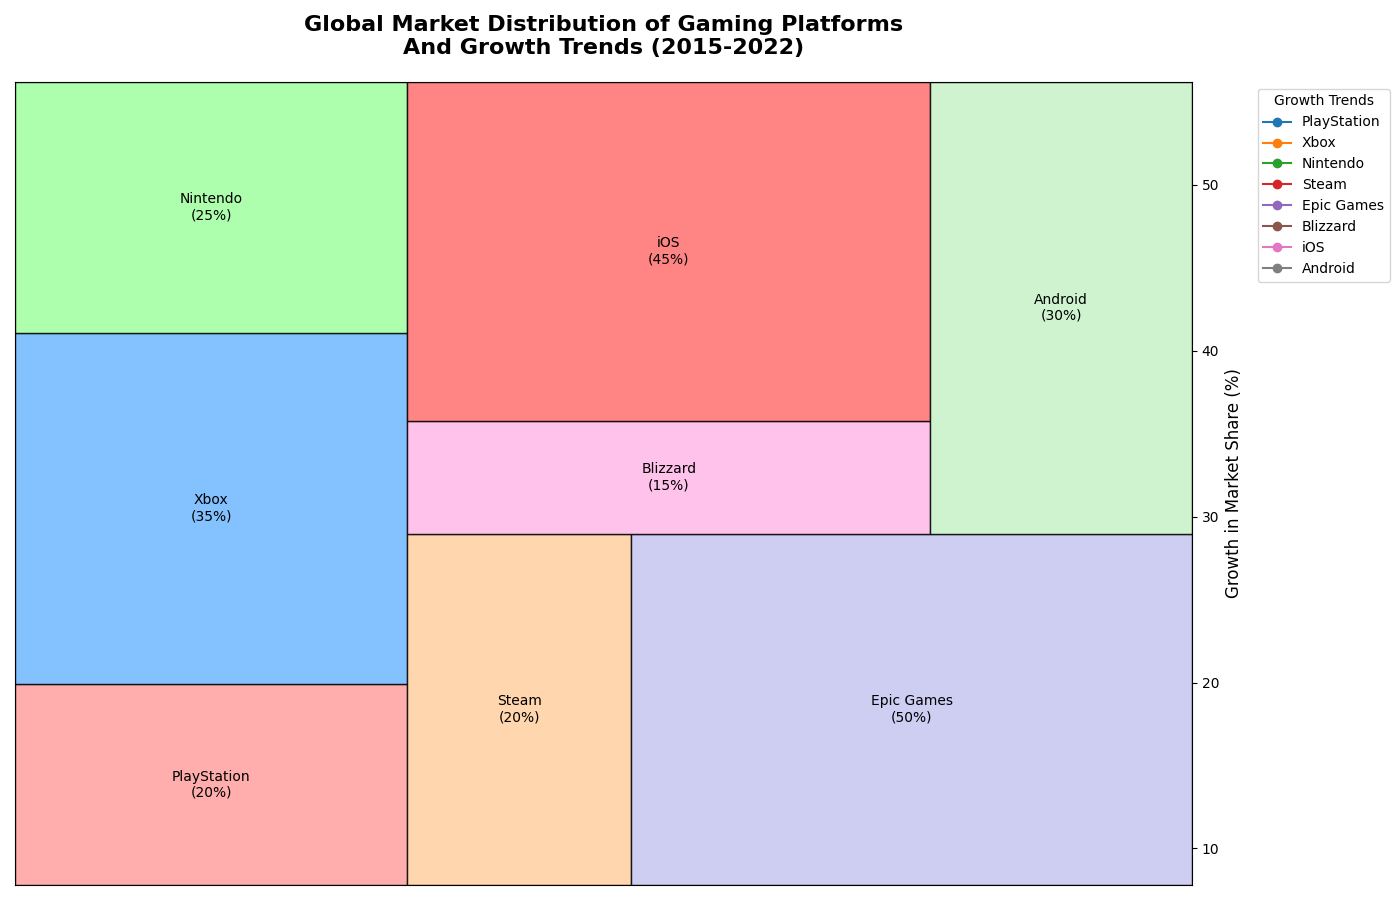 Global Market Distribution of Gaming Platforms
And Growth Trends (2015-2022)
Nintendo
(25%)
iOS
(45%)
Android
(30%)
Xbox
(35%)
Blizzard
(15%)
Steam
(20%)
Epic Games
(50%)
PlayStation
(20%)
50
40
30
20
10
Growth in Market Share (%)
Growth Trends
PlayStation
Xbox
Nintendo
Steam
Epic Games
Blizzard
iOS
Android